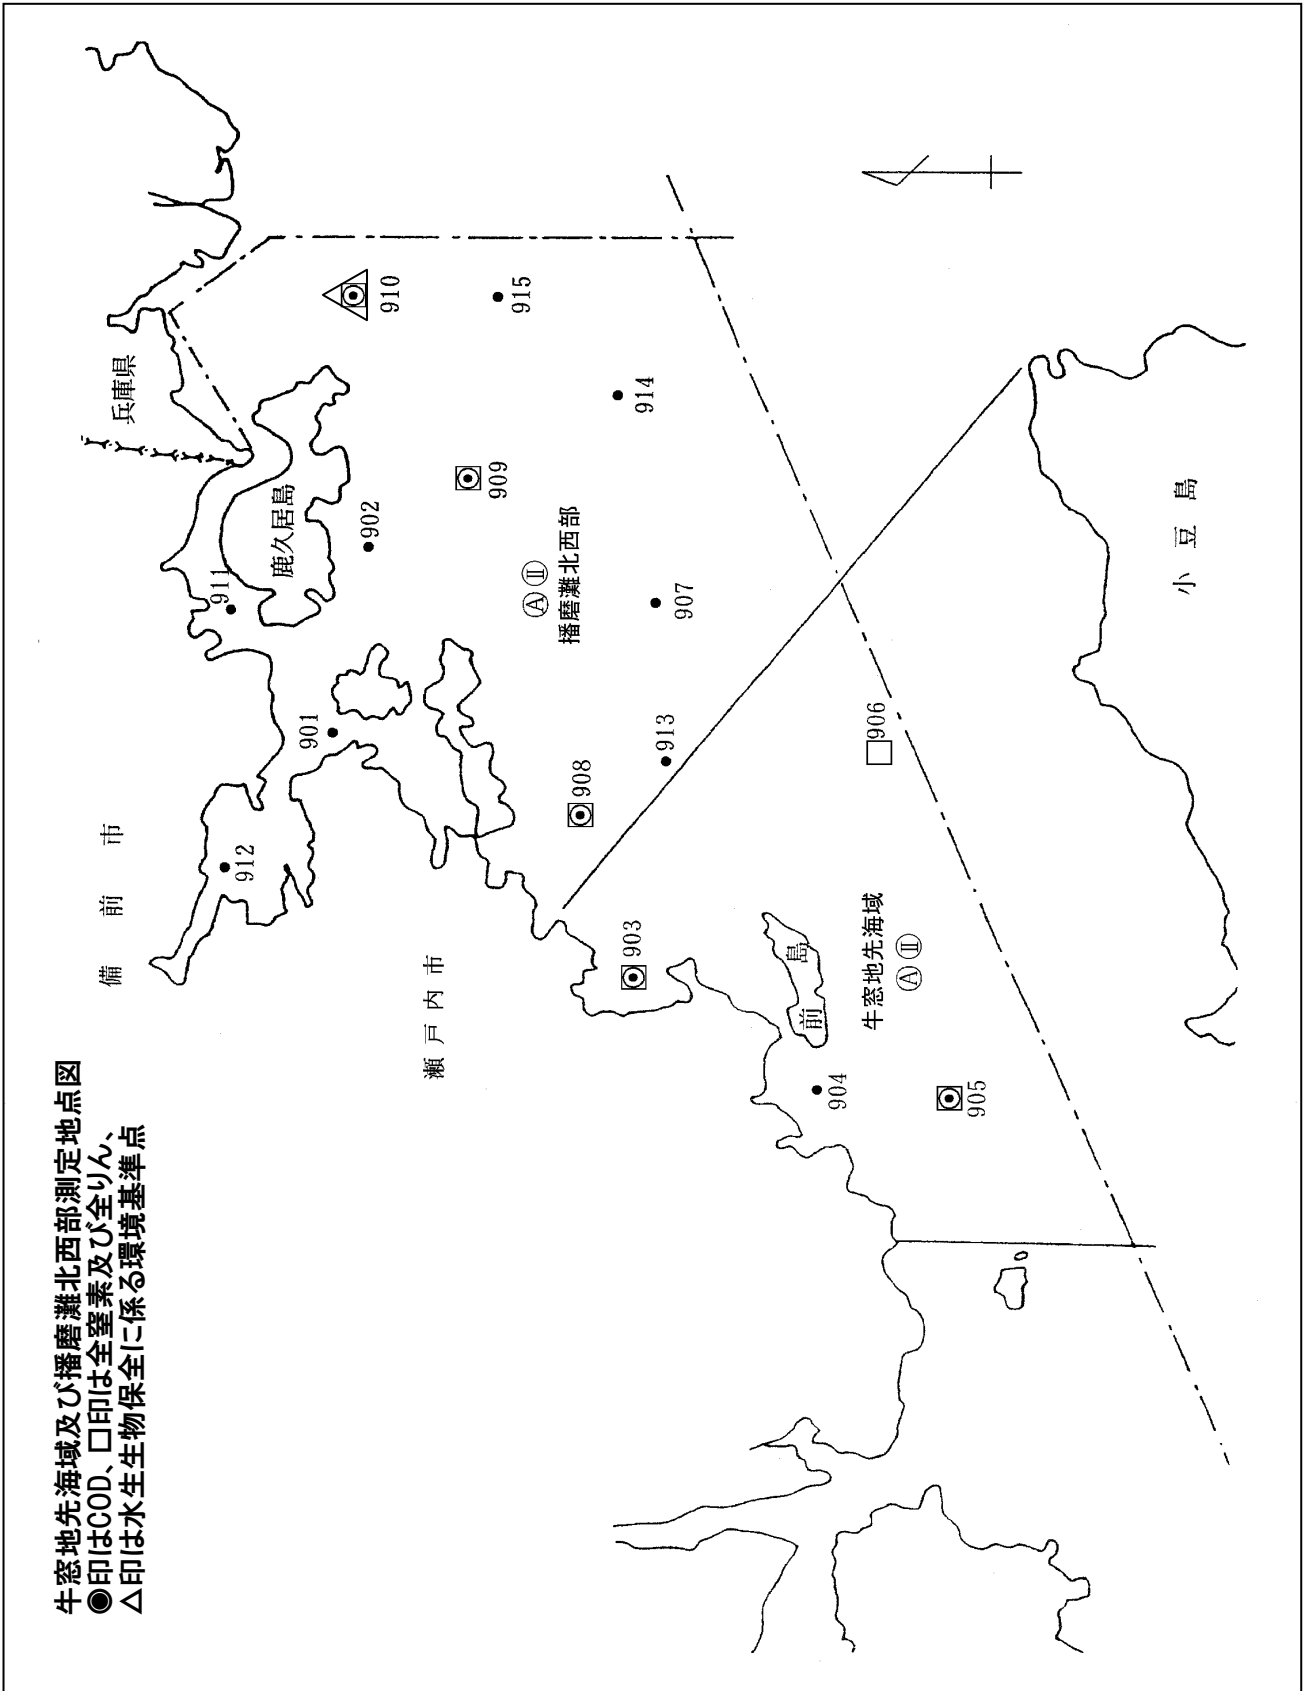 牛窓地先海域及び播磨灘北西部測定地点図
◉印はCOD、□印は全窒素及び全りん、
△印は水生生物保全に係る環境基準点
備前市
兵庫県
912
911
鹿久居島
901
902
910
瀬戸内市
909
915
Ⓐ Ⅱ
播磨灘北西部
908
914
903
913
907
前島
904
牛窓地先海域
Ⓐ Ⅱ
906
905
小豆島